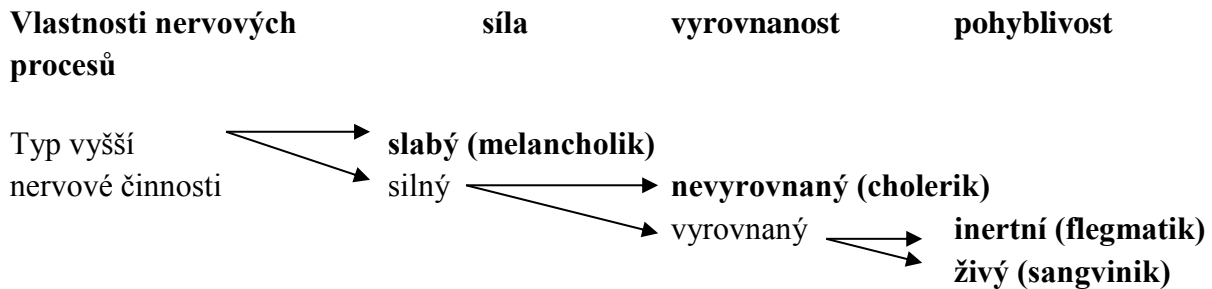 Vlastnosti nervových síla vyrovnanost pohyblivost
procesů
Typ vyšší slabý (melancholik)
nervové činnosti silný nevyrovnaný (cholerik)
vyrovnaný inertní (flegmatik)
živý (sangvinik)